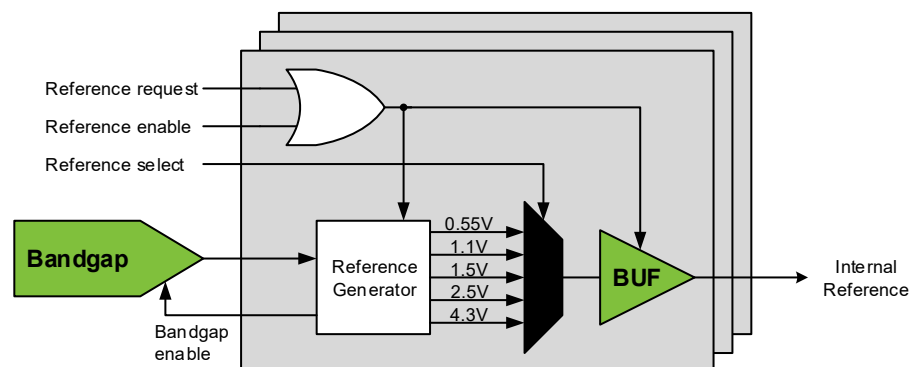 Reference request
Reference enable
Reference select
Bandgap
Reference
Generator
0.55V
1.1V
1.5V
2.5V
4.3V
BUF
Internal
Reference
Bandgap
enable